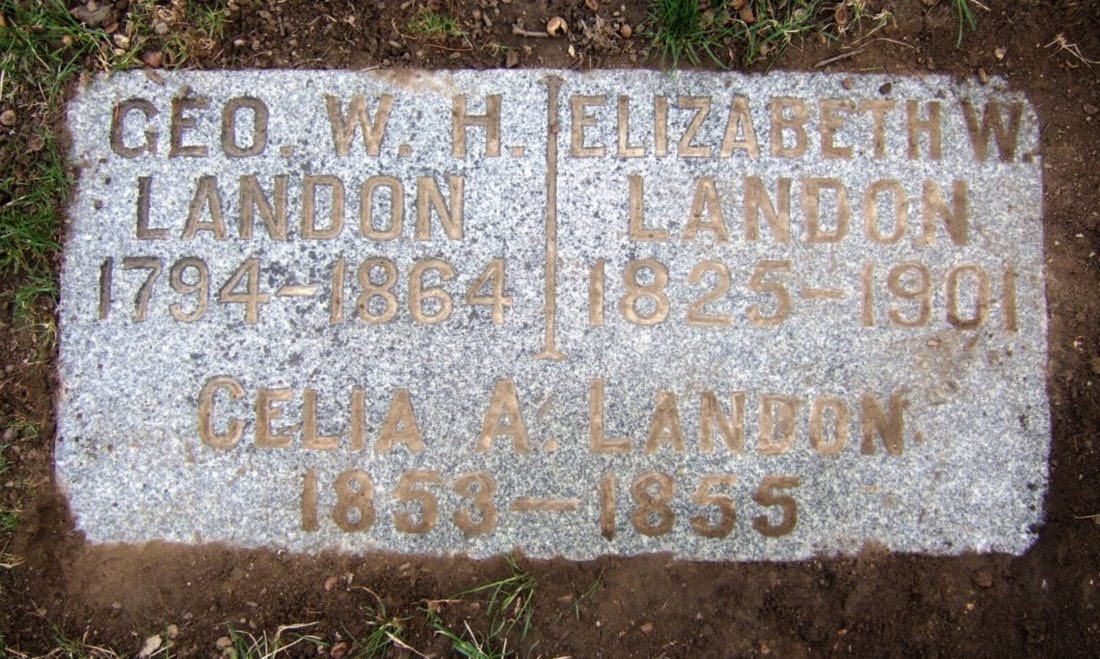 GEO. W. H.
LANDON
1794-1864
ELIZABETH W.
LANDON
1825-1901
CELIA A. LANDON
1853-1855